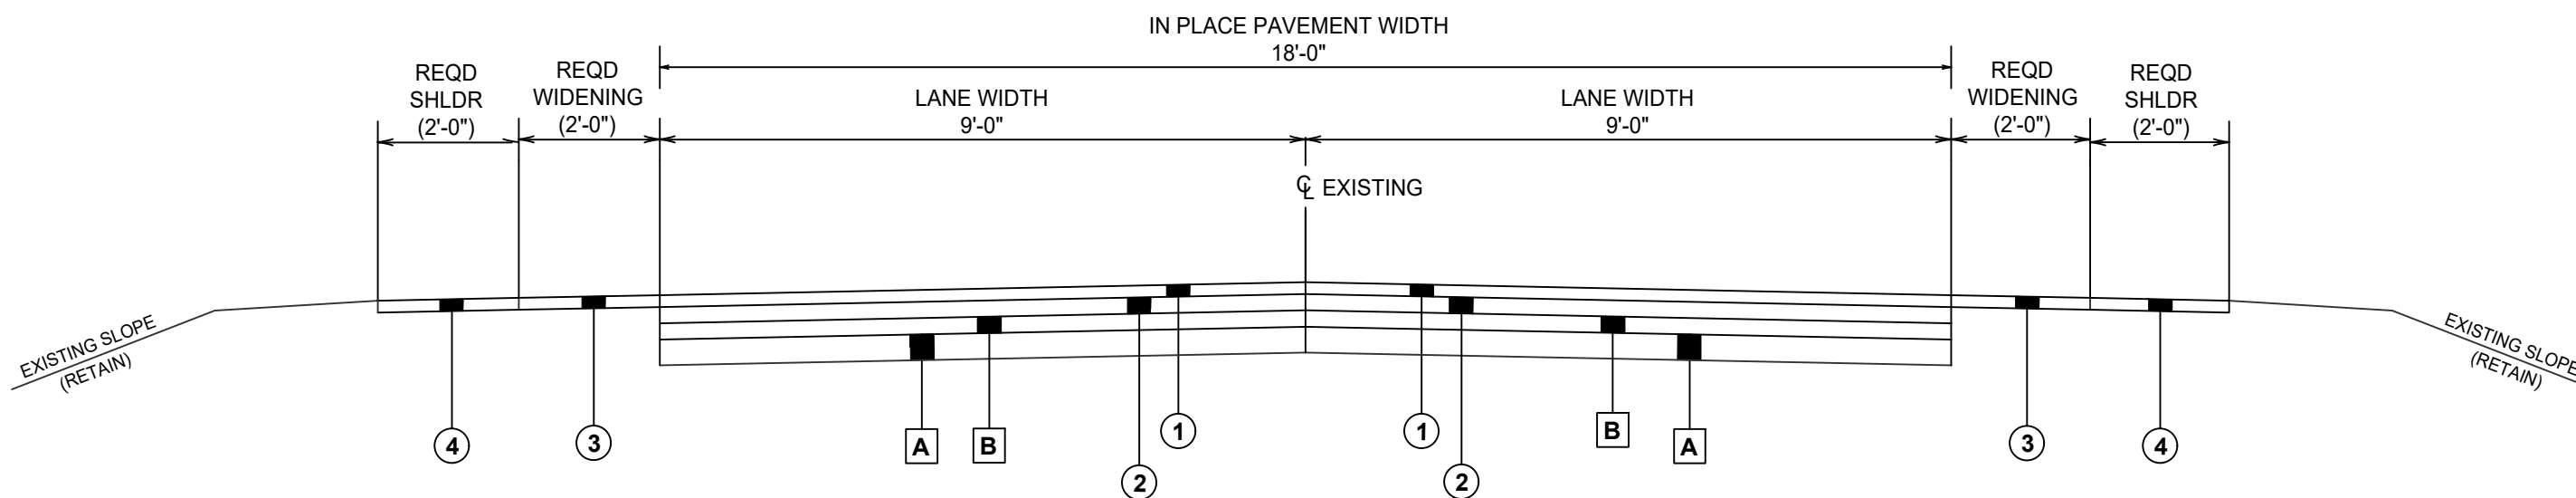 IN PLACE PAVEMENT WIDTH
18'-0"
REQD
SHLDR
(2'-0")
REQD
WIDENING
(2'-0")
LANE WIDTH
9'-0"
LANE WIDTH
9'-0"
REQD
WIDENING
(2'-0")
REQD
SHLDR
(2'-0")
℄ EXISTING
EXISTING SLOPE
(RETAIN)
EXISTING SLOPE
(RETAIN)
4
3
A
B
2
1
1
2
B
A
3
4